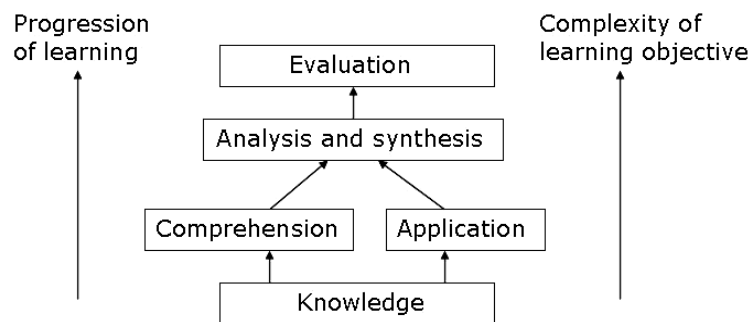 Progression
of learning
Complexity of
learning objective
Evaluation
Analysis and synthesis
Comprehension
Application
Knowledge